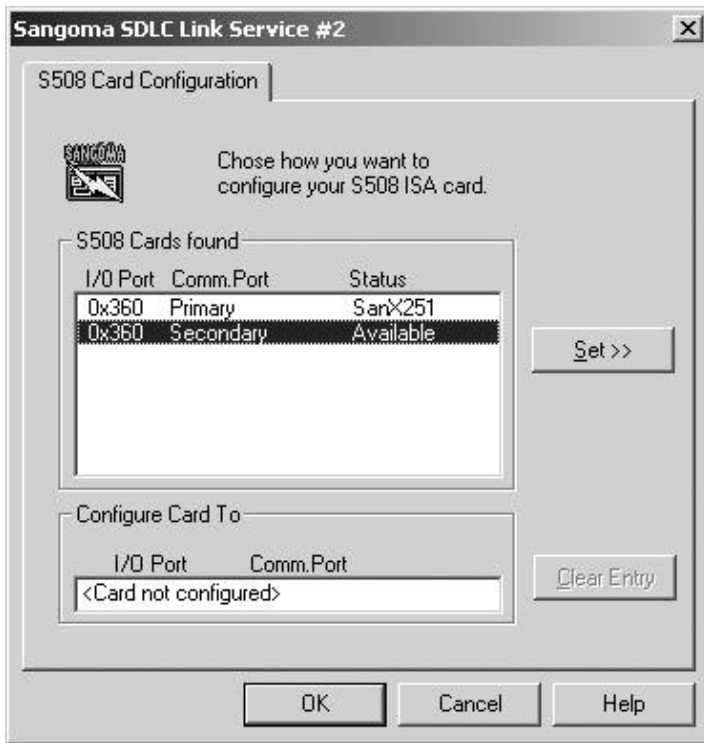 Sangoma SDLC Link Service #2
S508 Card Configuration
SANGOMA
Chose how you want to
configure your S508 ISA card.
S508 Cards found
I/O Port Comm.Port Status
0x360 Primary SanX251
0x360 Secondary Available
Set >>
Configure Card To
I/O Port Comm.Port
<Card not configured>
Clear Entry
OK Cancel Help